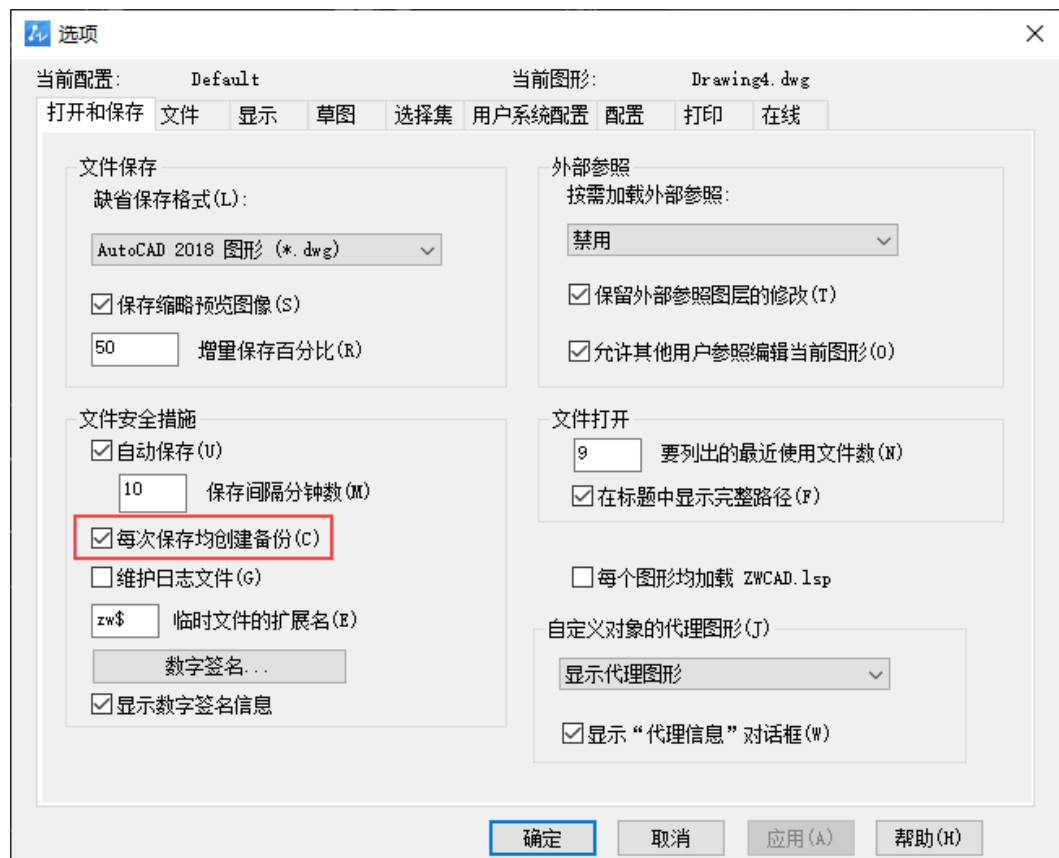 选项
当前配置: Default 当前图形: Drawing4.dwg
打开和保存 文件 显示 草图 选择集 用户系统配置 配置 打印 在线
文件保存
缺省保存格式(L):
AutoCAD 2018 图形 (*.dwg)
保存缩略预览图像(S)
50 增量保存百分比(R)
外部参照
按需加载外部参照:
禁用
保留外部参照图层的修改(T)
允许其他用户参照编辑当前图形(O)
文件安全措施
自动保存(U)
10 保存间隔分钟数(M)
每次保存均创建备份(C)
维护日志文件(G)
zw$ 临时文件的扩展名(E)
数字签名...
显示数字签名信息
文件打开
9 要列出的最近使用文件数(N)
在标题中显示完整路径(F)
每个图形均加载 ZWCAD.lsp
自定义对象的代理图形(J)
显示代理图形
显示“代理信息”对话框(W)
确定 取消 应用(A) 帮助(H)